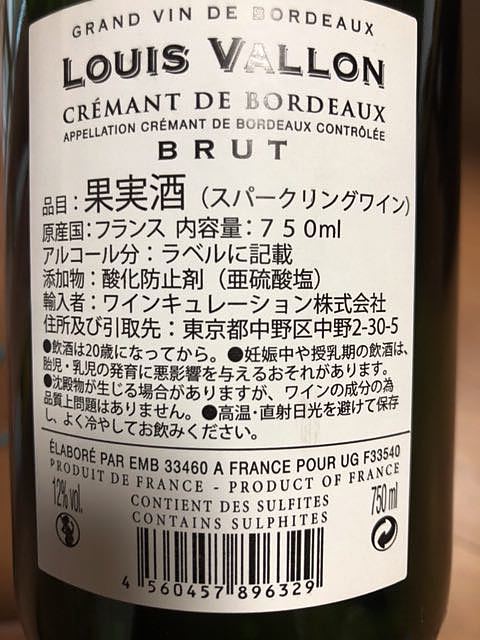 GRAND VIN DE BORDEAUX
LOUIS VALLON
CRÉMANT DE BORDEAUX
APPELLATION CRÉMANT DE BORDEAUX CONTRÔLÉE
BRUT
品目：果実酒（スパークリングワイン）
原産国：フランス 内容量：７５０ml
アルコール分：ラベルに記載
添加物：酸化防止剤（亜硫酸塩）
輸入者：ワインキュレーション株式会社
住所及び引取先：東京都中野区中野2-30-5
●飲酒は20歳になってから。●妊娠中や授乳期の飲酒は、
胎児・乳児の発育に悪影響を与えるおそれがあります。
●沈殿物が生じる場合がありますが、ワインの成分の為
品質上問題はありません。●高温・直射日光を避けて保存
し、よく冷やしてお飲みください。
ÉLABORÉ PAR EMB 33460 A FRANCE POUR UG F33540
PRODUIT DE FRANCE - PRODUCT OF FRANCE
12% vol.
CONTIENT DES SULFITES
750 ml
CONTAINS SULPHITES
4 560457 896329